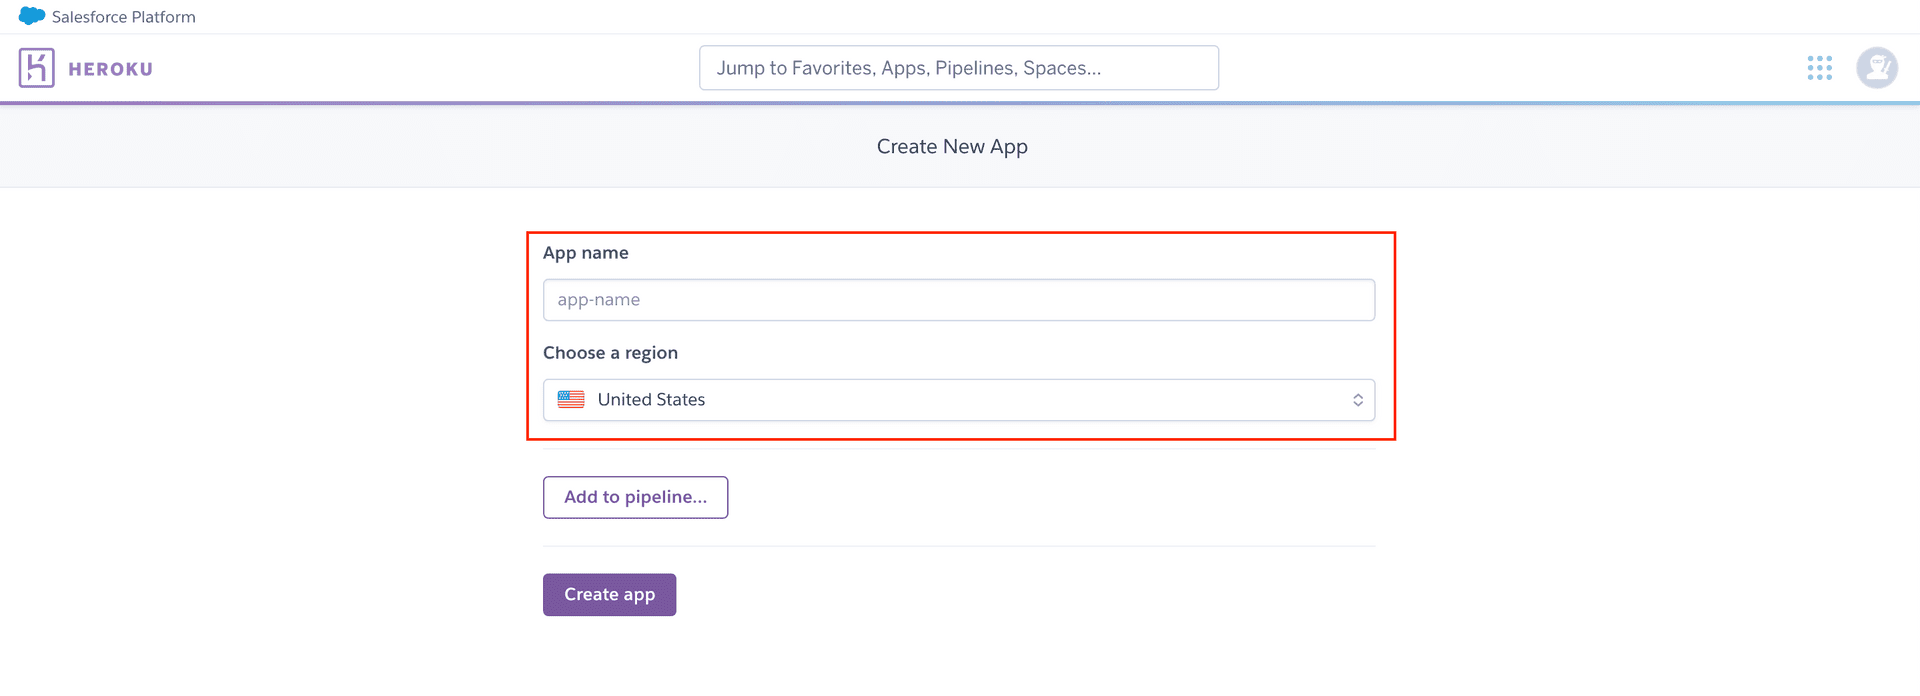 Salesforce Platform
HEROKU
Jump to Favorites, Apps, Pipelines, Spaces...
Create New App
App name
app-name
Choose a region
United States
Add to pipeline...
Create app